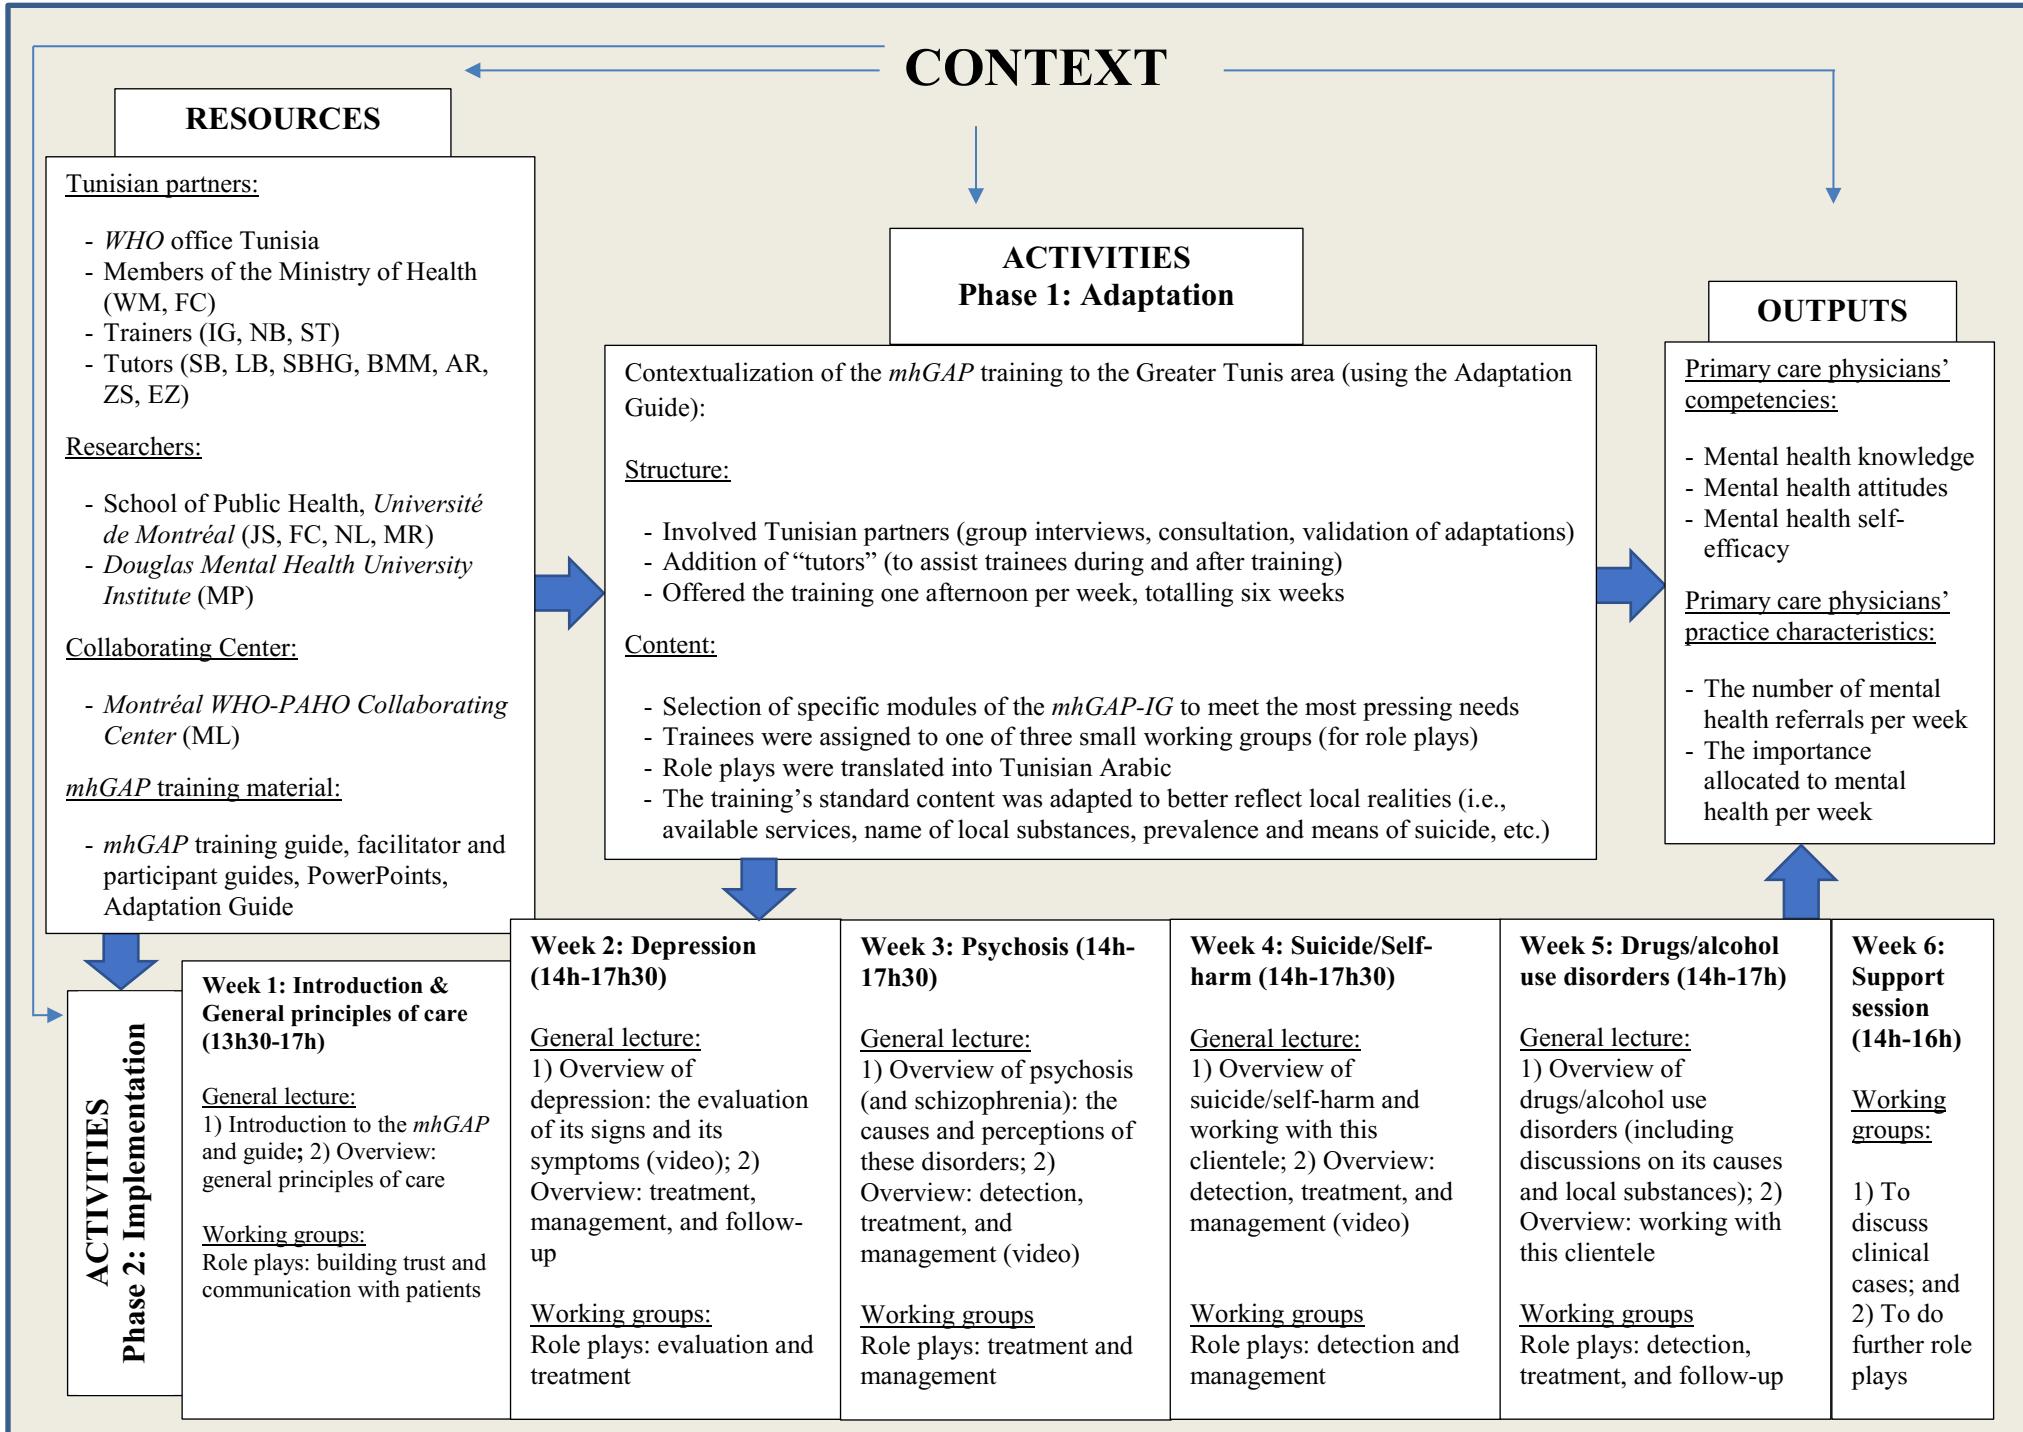 CONTEXT
RESOURCES
Tunisian partners:
- WHO office Tunisia
- Members of the Ministry of Health
(WM, FC)
- Trainers (IG, NB, ST)
- Tutors (SB, LB, SBHG, BMM, AR,
ZS, EZ)
Researchers:
- School of Public Health, Université
de Montréal (JS, FC, NL, MR)
- Douglas Mental Health University
Institute (MP)
Collaborating Center:
- Montréal WHO-PAHO Collaborating
Center (ML)
mhGAP training material:
- mhGAP training guide, facilitator and
participant guides, PowerPoints,
Adaptation Guide
ACTIVITIES
Phase 1: Adaptation
Contextualization of the mhGAP training to the Greater Tunis area (using the Adaptation
Guide):
Structure:
- Involved Tunisian partners (group interviews, consultation, validation of adaptations)
- Addition of “tutors” (to assist trainees during and after training)
- Offered the training one afternoon per week, totalling six weeks
Content:
- Selection of specific modules of the mhGAP-IG to meet the most pressing needs
- Trainees were assigned to one of three small working groups (for role plays)
- Role plays were translated into Tunisian Arabic
- The training’s standard content was adapted to better reflect local realities (i.e.,
available services, name of local substances, prevalence and means of suicide, etc.)
OUTPUTS
Primary care physicians’
competencies:
- Mental health knowledge
- Mental health attitudes
- Mental health self-
efficacy
Primary care physicians’
practice characteristics:
- The number of mental
health referrals per week
- The importance
allocated to mental
health per week
ACTIVITIES
Phase 2: Implementation
Week 1: Introduction &
General principles of care
(13h30-17h)
General lecture:
1) Introduction to the mhGAP
and guide; 2) Overview:
general principles of care
Working groups:
Role plays: building trust and
communication with patients
Week 2: Depression
(14h-17h30)
General lecture:
1) Overview of
depression: the evaluation
of its signs and its
symptoms (video); 2)
Overview: treatment,
management, and follow-
up
Working groups:
Role plays: evaluation and
treatment
Week 3: Psychosis (14h-
17h30)
General lecture:
1) Overview of psychosis
(and schizophrenia): the
causes and perceptions of
these disorders; 2)
Overview: detection,
treatment, and
management (video)
Working groups
Role plays: treatment and
management
Week 4: Suicide/Self-
harm (14h-17h30)
General lecture:
1) Overview of
suicide/self-harm and
working with this
clientele; 2) Overview:
detection, treatment, and
management (video)
Working groups
Role plays: detection and
management
Week 5: Drugs/alcohol
use disorders (14h-17h)
General lecture:
1) Overview of
drugs/alcohol use
disorders (including
discussions on its causes
and local substances); 2)
Overview: working with
this clientele
Working groups
Role plays: detection,
treatment, and follow-up
Week 6:
Support
session
(14h-16h)
Working
groups:
1) To
discuss
clinical
cases; and
2) To do
further role
plays